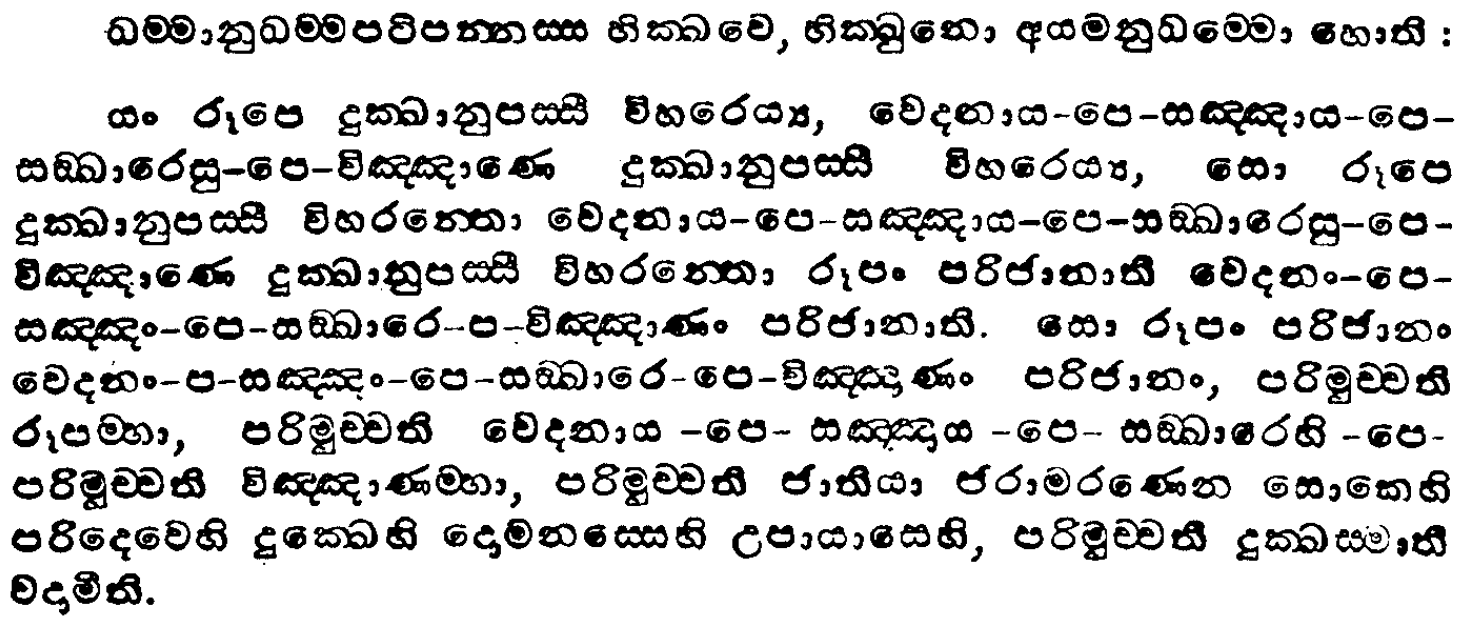 ධම්මානුධම්මපටිපන්නස්ස භික්ඛවෙ, භික්ඛුනො අයමනුධම්මො හොති :
යං රූපෙ දුක්ඛානුපස්සී විහරෙය්‍ය, වෙදනාය-පෙ-සඤ්ඤාය-පෙ-
සඞ්ඛාරෙසු-පෙ-විඤ්ඤාණෙ දුක්ඛානුපස්සී විහරෙය්‍ය, සො රූපෙ
දුක්ඛානුපස්සී විහරන්තො වෙදනාය-පෙ-සඤ්ඤාය-පෙ-සඞ්ඛාරෙසු-පෙ-
විඤ්ඤාණෙ දුක්ඛානුපස්සී විහරන්තො රූපං පරිජානාති වෙදනං-පෙ-
සඤ්ඤං-පෙ-සඞ්ඛාරෙ-ප-විඤ්ඤාණං පරිජානාති. සො රූපං පරිජානං
වෙදනං-ප-සඤ්ඤං-පෙ-සඞ්ඛාරෙ-පෙ-විඤ්ඤාණං පරිජානං, පරිමුච්චති
රූපම්හා, පරිමුච්චති වෙදනාය -පෙ- සඤ්ඤාය -පෙ- සඞ්ඛාරෙහි -පෙ-
පරිමුච්චති විඤ්ඤාණම්හා, පරිමුච්චති ජාතියා ජරාමරණෙන සොකෙහි
පරිදෙවෙහි දුක්ඛෙහි දොමනස්සෙහි උපායාසෙහි, පරිමුච්චති දුක්ඛස්මාති
වදාමීති.